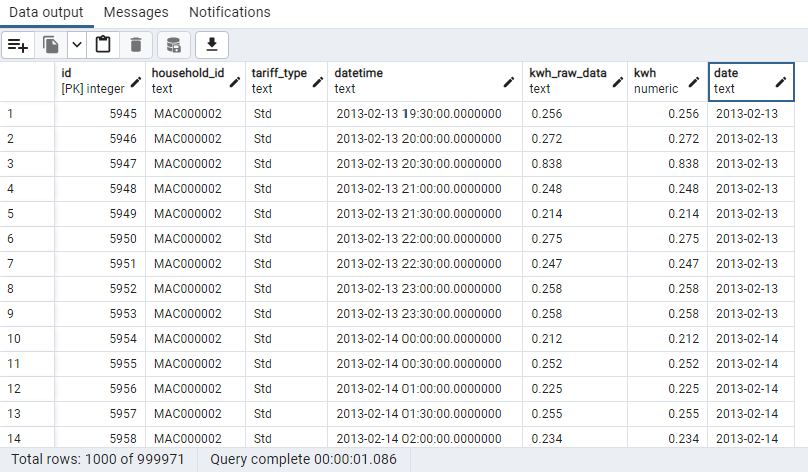 Data output Messages Notifications
id household_id tariff_type datetime kwh_raw_data kwh date
[PK] integer text text text text numeric text
1 5945 MAC000002 Std 2013-02-13 19:30:00.0000000 0.256 0.256 2013-02-13
2 5946 MAC000002 Std 2013-02-13 20:00:00.0000000 0.272 0.272 2013-02-13
3 5947 MAC000002 Std 2013-02-13 20:30:00.0000000 0.838 0.838 2013-02-13
4 5948 MAC000002 Std 2013-02-13 21:00:00.0000000 0.248 0.248 2013-02-13
5 5949 MAC000002 Std 2013-02-13 21:30:00.0000000 0.214 0.214 2013-02-13
6 5950 MAC000002 Std 2013-02-13 22:00:00.0000000 0.275 0.275 2013-02-13
7 5951 MAC000002 Std 2013-02-13 22:30:00.0000000 0.247 0.247 2013-02-13
8 5952 MAC000002 Std 2013-02-13 23:00:00.0000000 0.258 0.258 2013-02-13
9 5953 MAC000002 Std 2013-02-13 23:30:00.0000000 0.258 0.258 2013-02-13
10 5954 MAC000002 Std 2013-02-14 00:00:00.0000000 0.212 0.212 2013-02-14
11 5955 MAC000002 Std 2013-02-14 00:30:00.0000000 0.252 0.252 2013-02-14
12 5956 MAC000002 Std 2013-02-14 01:00:00.0000000 0.225 0.225 2013-02-14
13 5957 MAC000002 Std 2013-02-14 01:30:00.0000000 0.255 0.255 2013-02-14
14 5958 MAC000002 Std 2013-02-14 02:00:00.0000000 0.234 0.234 2013-02-14
Total rows: 1000 of 999971 Query complete 00:00:01.086